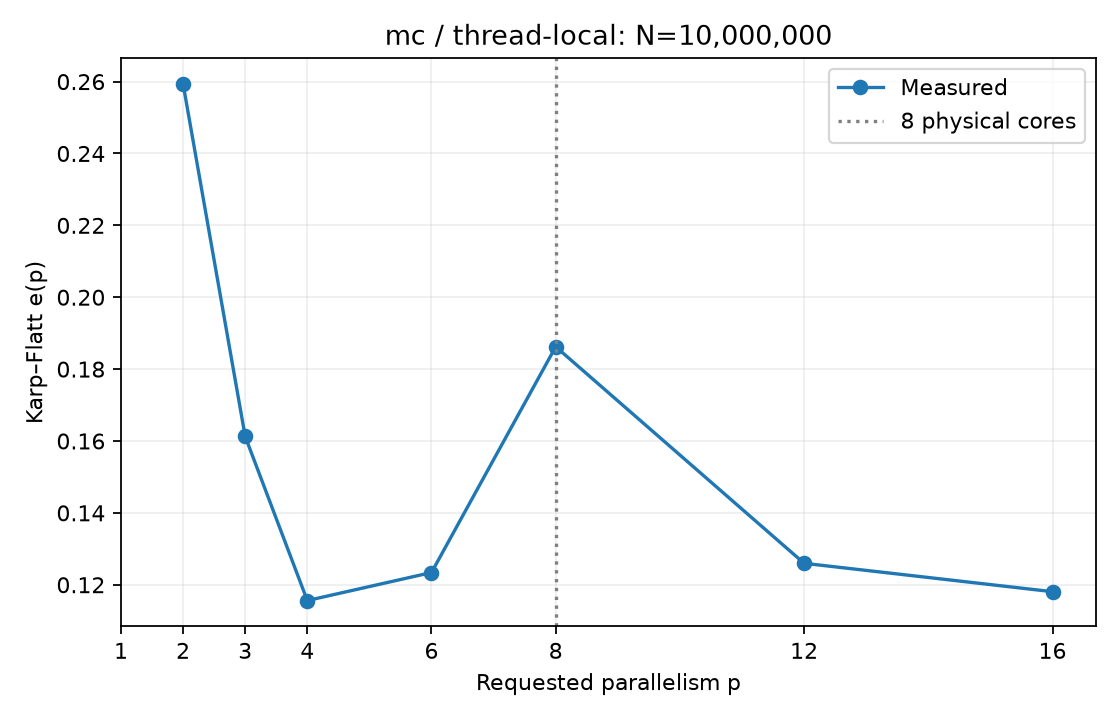 mc / thread-local: N=10,000,000
Measured
8 physical cores
Karp–Flatt e(p)
0.26
0.24
0.22
0.20
0.18
0.16
0.14
0.12
1 2 3 4 6 8 12 16
Requested parallelism p